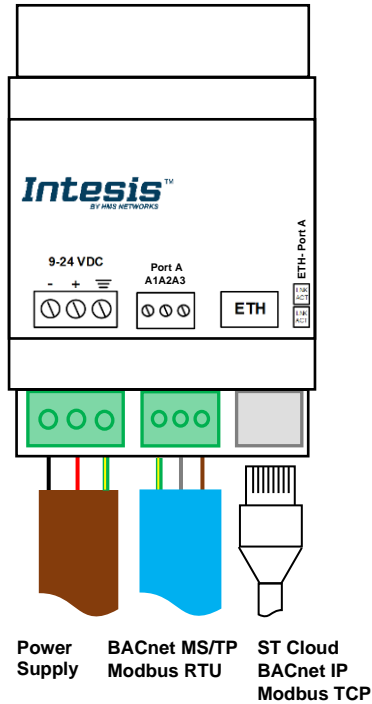 Intesis™
BY HMS NETWORKS
ETH- Port A
9-24 VDC
- +
Port A
A1A2A3
ETH
LNK
ACT
LNK
ACT
Power
Supply
BACnet MS/TP
Modbus RTU
ST Cloud
BACnet IP
Modbus TCP